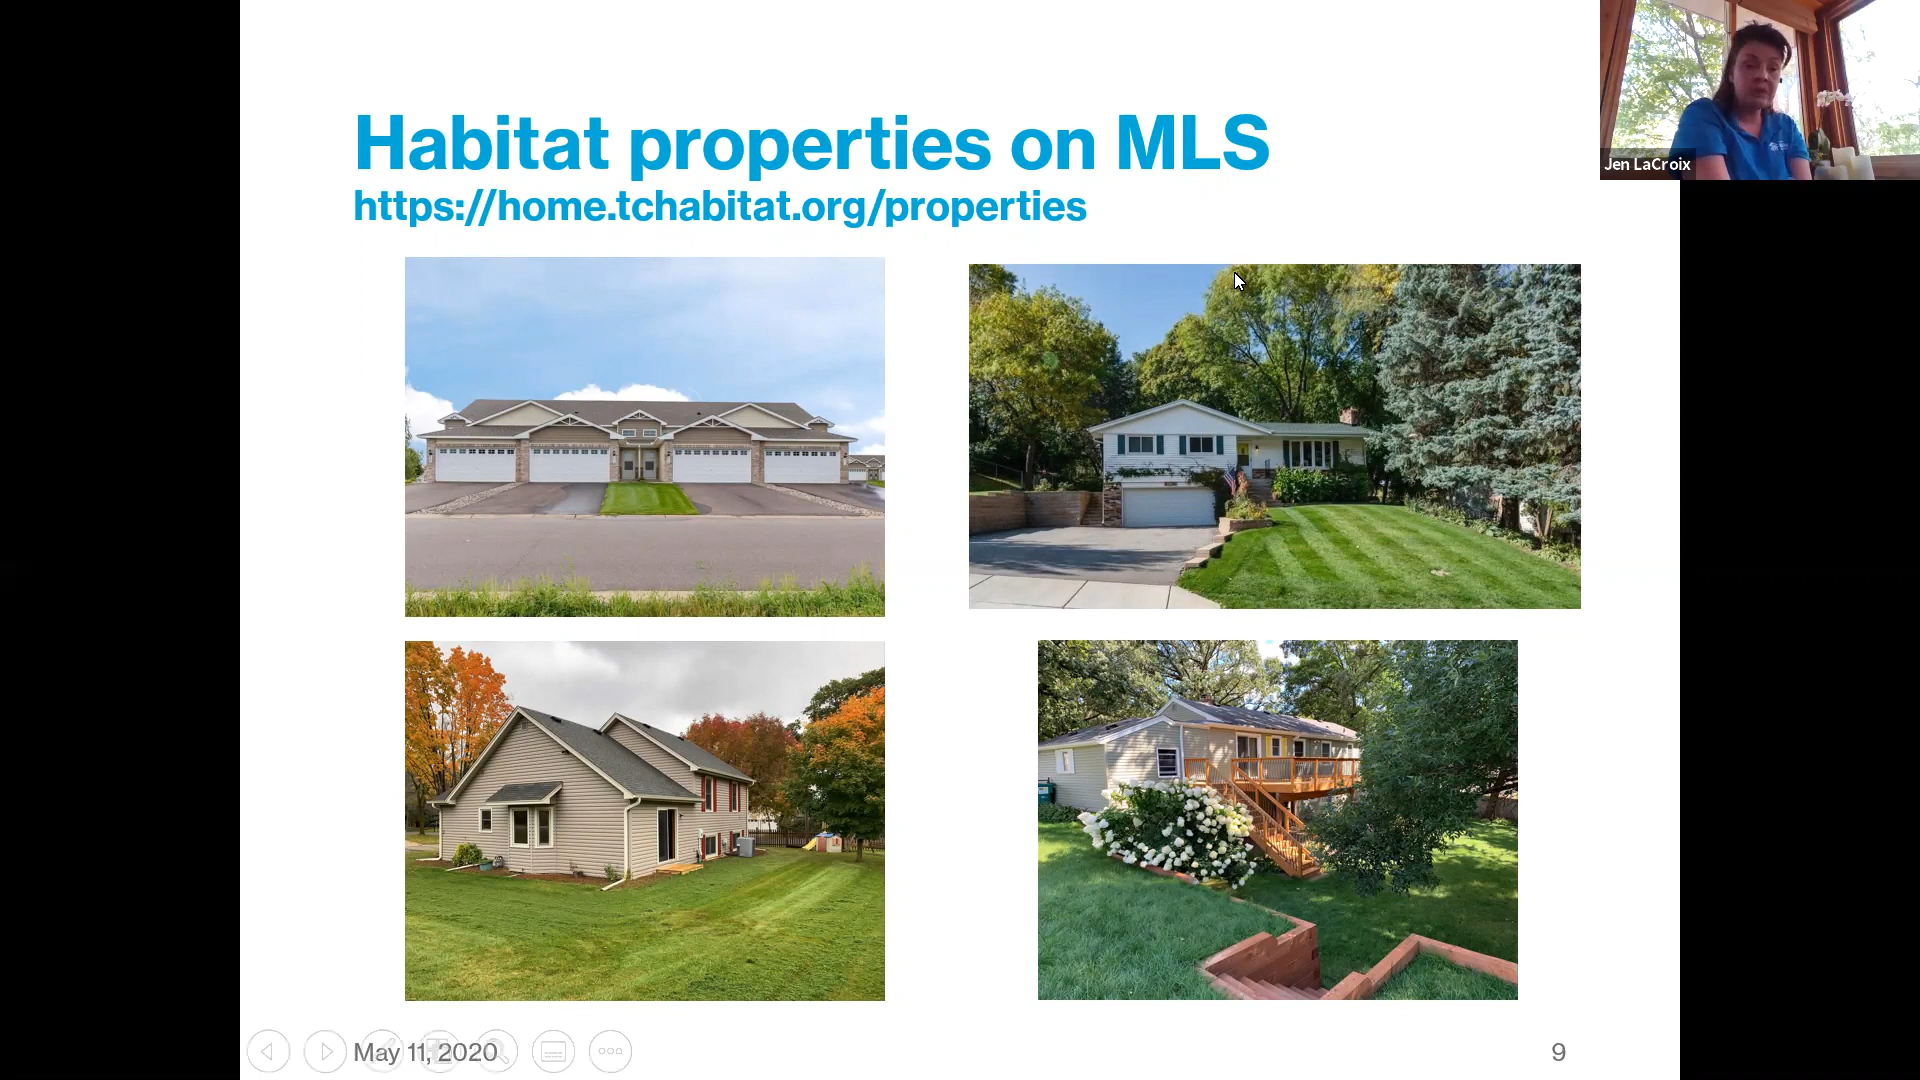 Habitat properties on MLS
https://home.tchabitat.org/properties
Jen LaCroix
May 11, 2020
9